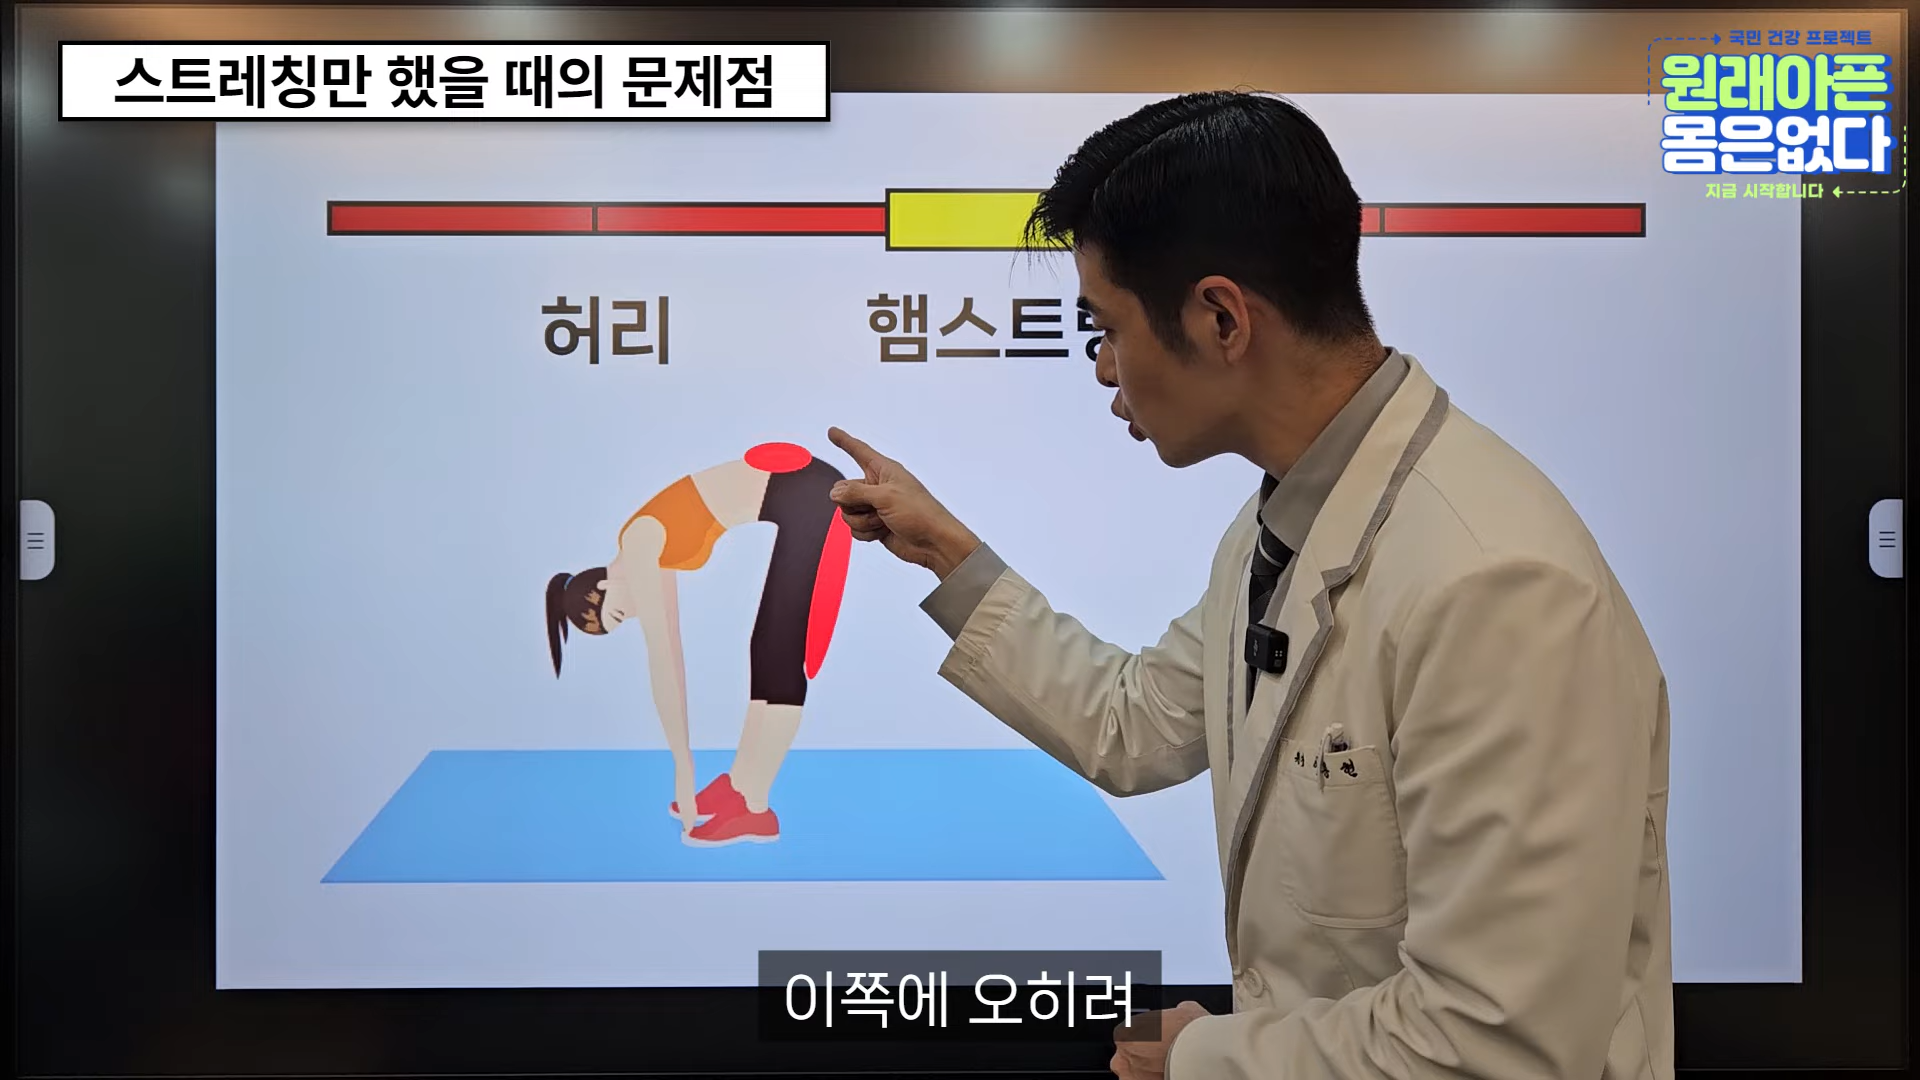 스트레칭만 했을 때의 문제점
국민 건강 프로젝트
원래아픈
몸은없다
지금 시작합니다
허리
햄스트링
이쪽에 오히려